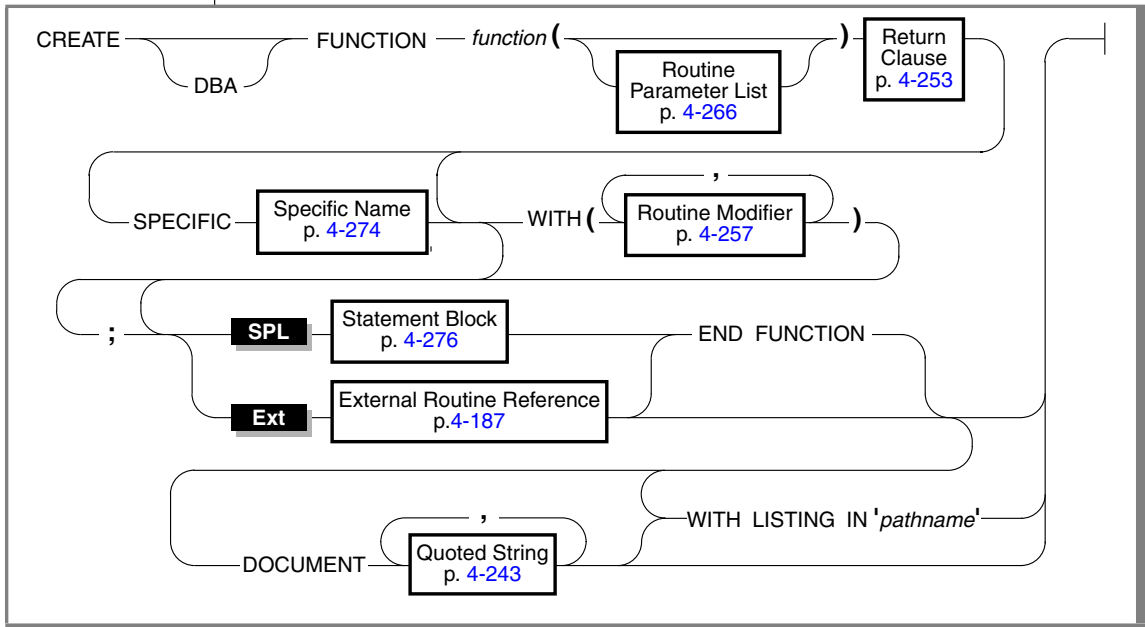 CREATE DBA FUNCTION function ( Routine Parameter List p. 4-266 ) Return Clause p. 4-253
SPECIFIC Specific Name p. 4-274 WITH ( , Routine Modifier p. 4-257 )
; SPL Statement Block p. 4-276 END FUNCTION
Ext External Routine Reference p.4-187
WITH LISTING IN 'pathname'
DOCUMENT , Quoted String p. 4-243